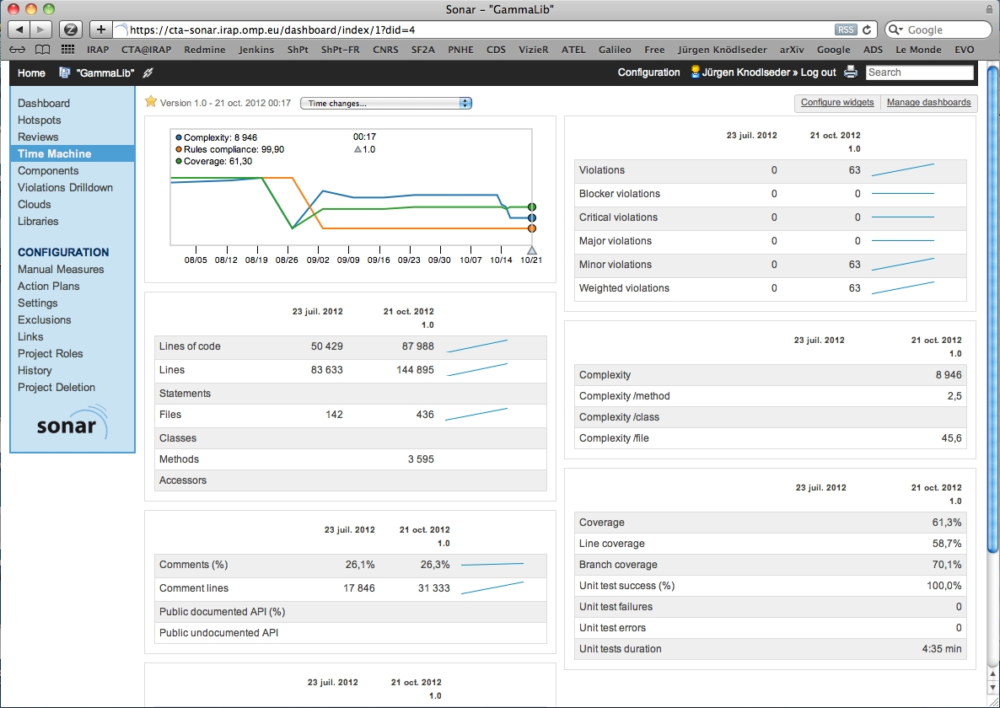 Sonar – "GammaLib"
https://cta-sonar.irap.omp.eu/dashboard/index/1?did=4
RSS
Google
IRAP CTA@IRAP Redmine Jenkins ShPt ShPt-FR CNRS SF2A PNHE CDS VizieR ATEL Galileo Free Jürgen Knödlseder arXiv Google ADS Le Monde EVO
Home "GammaLib"
Configuration Jürgen Knodlseder » Log out Search
Dashboard
Hotspots
Reviews
Time Machine
Components
Violations Drilldown
Clouds
Libraries
CONFIGURATION
Manual Measures
Action Plans
Settings
Exclusions
Links
Project Roles
History
Project Deletion
sonar
Version 1.0 - 21 oct. 2012 00:17 Time changes...
Configure widgets Manage dashboards
Complexity: 8 946 00:17
Rules compliance: 99,90 1.0
Coverage: 61,30
08/05 08/12 08/19 08/26 09/02 09/09 09/16 09/23 09/30 10/07 10/14 10/21
23 juil. 2012 21 oct. 2012
1.0
Lines of code 50 429 87 988
Lines 83 633 144 895
Statements
Files 142 436
Classes
Methods 3 595
Accessors
23 juil. 2012 21 oct. 2012
1.0
Comments (%) 26,1% 26,3%
Comment lines 17 846 31 333
Public documented API (%)
Public undocumented API
23 juil. 2012 21 oct. 2012
1.0
23 juil. 2012 21 oct. 2012
1.0
Violations 0 63
Blocker violations 0 0
Critical violations 0 0
Major violations 0 0
Minor violations 0 63
Weighted violations 0 63
23 juil. 2012 21 oct. 2012
1.0
Complexity 8 946
Complexity /method 2,5
Complexity /class
Complexity /file 45,6
23 juil. 2012 21 oct. 2012
1.0
Coverage 61,3%
Line coverage 58,7%
Branch coverage 70,1%
Unit test success (%) 100,0%
Unit test failures 0
Unit test errors 0
Unit tests duration 4:35 min